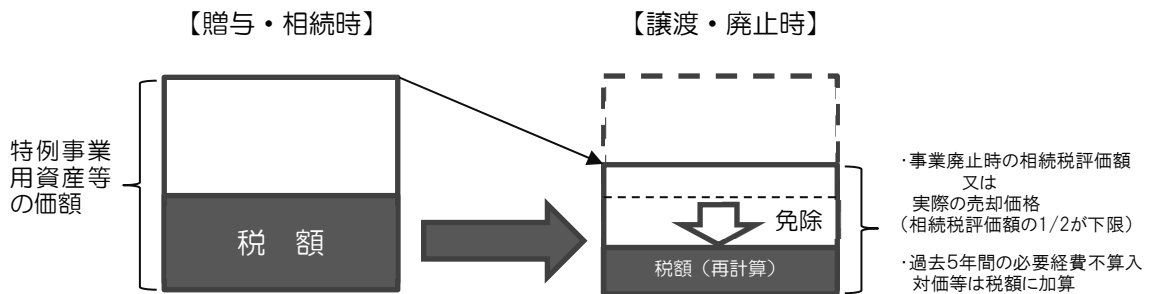 【贈与・相続時】
【譲渡・廃止時】
特例事業
用資産等
の価額
税　額
免除
税額（再計算）
・事業廃止時の相続税評価額
又は
実際の売却価格
（相続税評価額の1/2が下限）
・過去5年間の必要経費不算入
対価等は税額に加算